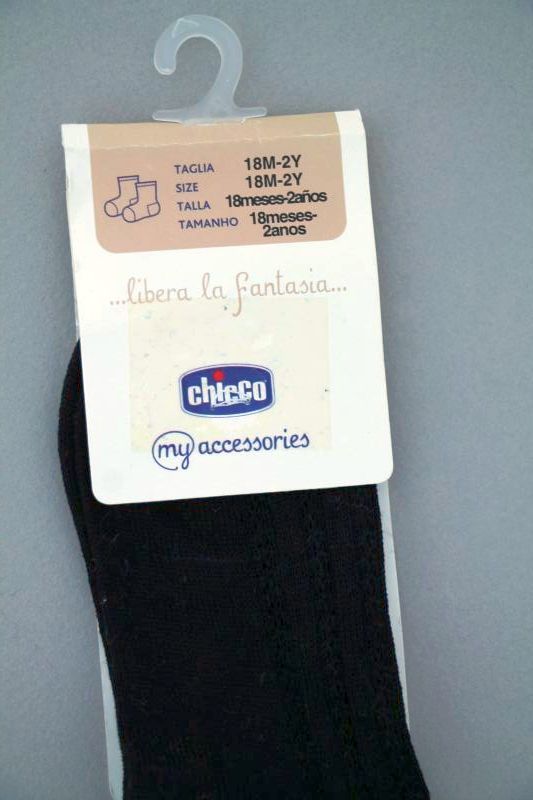 TAGLIA 18M-2Y
SIZE 18M-2Y
TALLA 18meses-2años
TAMANHO 18meses-
2anos
...libera la fantasia...
chicco
my accessories